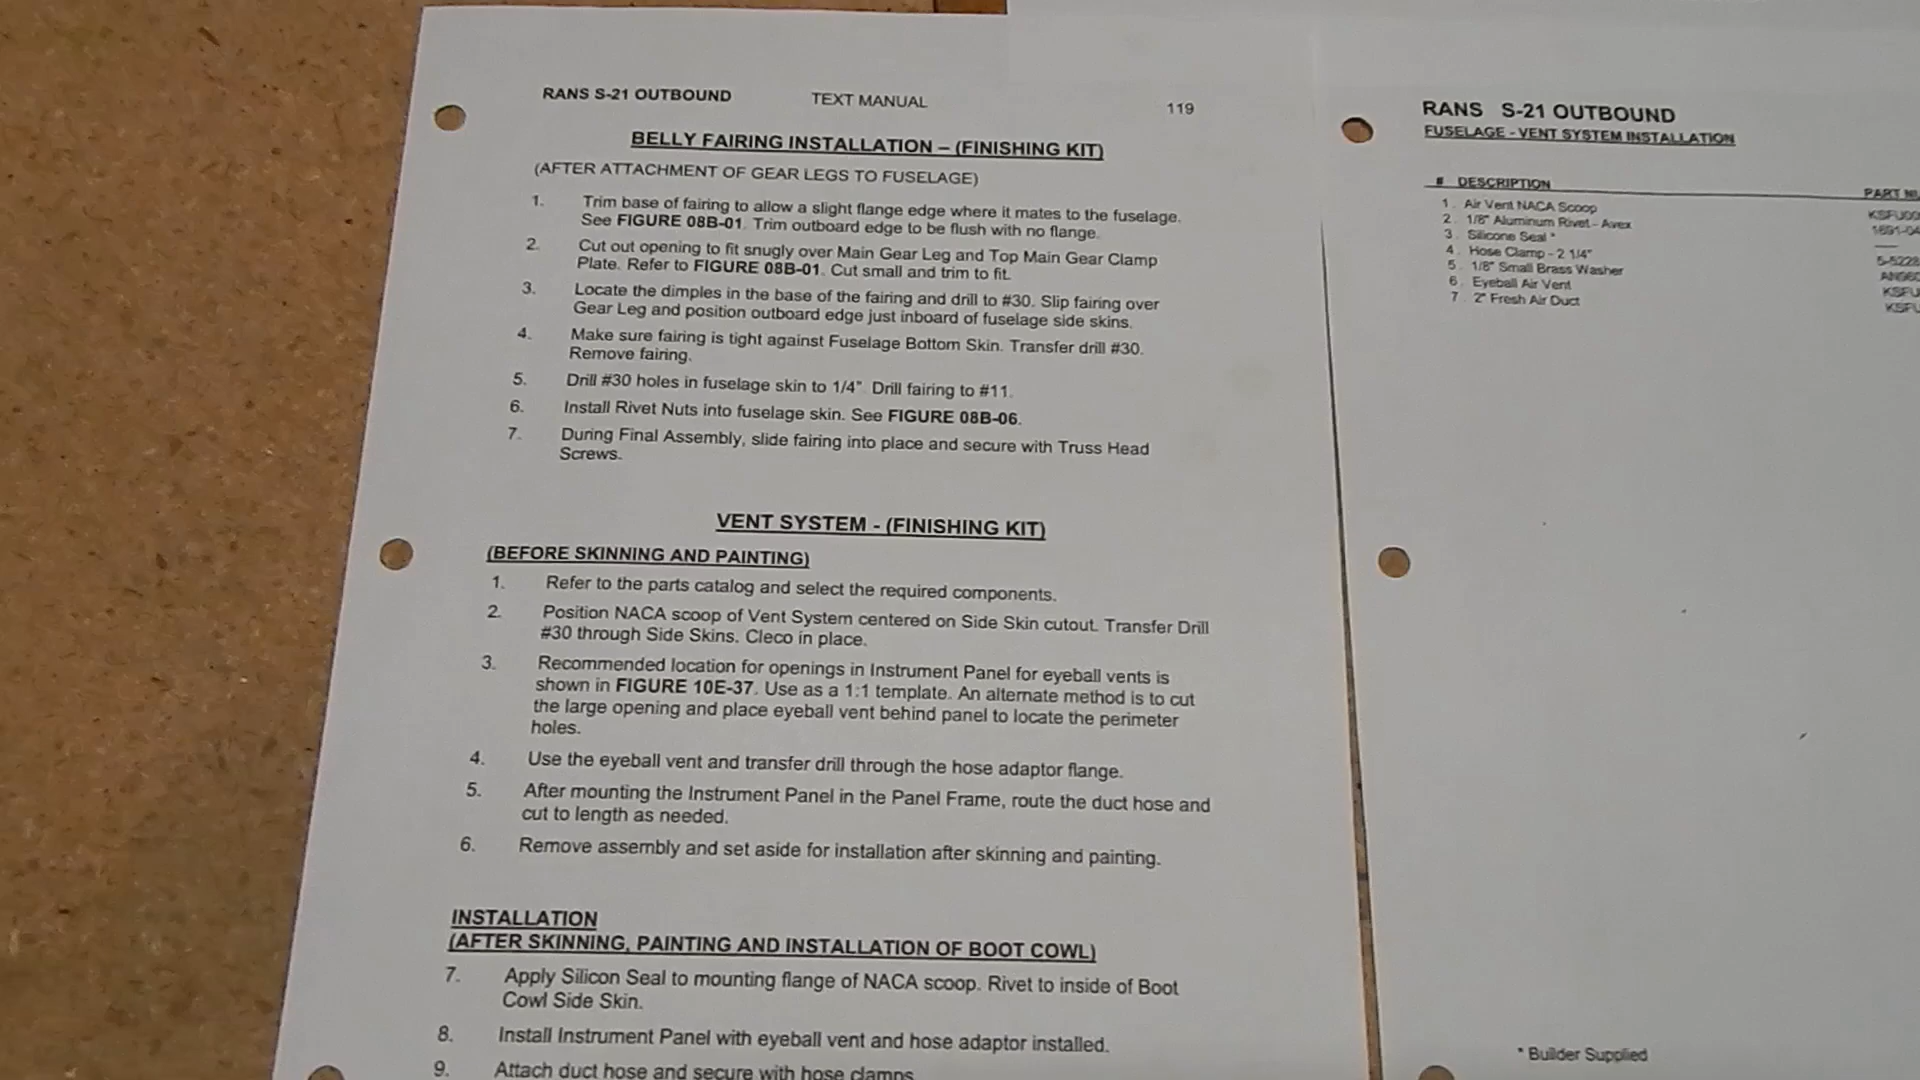 RANS S-21 OUTBOUND TEXT MANUAL 119
BELLY FAIRING INSTALLATION – (FINISHING KIT)
(AFTER ATTACHMENT OF GEAR LEGS TO FUSELAGE)
1. Trim base of fairing to allow a slight flange edge where it mates to the fuselage.
See FIGURE 08B-01. Trim outboard edge to be flush with no flange.
2. Cut out opening to fit snugly over Main Gear Leg and Top Main Gear Clamp
Plate. Refer to FIGURE 08B-01. Cut small and trim to fit.
3. Locate the dimples in the base of the fairing and drill to #30. Slip fairing over
Gear Leg and position outboard edge just inboard of fuselage side skins.
4. Make sure fairing is tight against Fuselage Bottom Skin. Transfer drill #30.
Remove fairing.
5. Drill #30 holes in fuselage skin to 1/4". Drill fairing to #11.
6. Install Rivet Nuts into fuselage skin. See FIGURE 08B-06.
7. During Final Assembly, slide fairing into place and secure with Truss Head
Screws.
VENT SYSTEM - (FINISHING KIT)
(BEFORE SKINNING AND PAINTING)
1. Refer to the parts catalog and select the required components.
2. Position NACA scoop of Vent System centered on Side Skin cutout. Transfer Drill
#30 through Side Skins. Cleco in place.
3. Recommended location for openings in Instrument Panel for eyeball vents is
shown in FIGURE 10E-37. Use as a 1:1 template. An alternate method is to cut
the large opening and place eyeball vent behind panel to locate the perimeter
holes.
4. Use the eyeball vent and transfer drill through the hose adaptor flange.
5. After mounting the Instrument Panel in the Panel Frame, route the duct hose and
cut to length as needed.
6. Remove assembly and set aside for installation after skinning and painting.
INSTALLATION
(AFTER SKINNING, PAINTING AND INSTALLATION OF BOOT COWL)
7. Apply Silicon Seal to mounting flange of NACA scoop. Rivet to inside of Boot
Cowl Side Skin.
8. Install Instrument Panel with eyeball vent and hose adaptor installed.
9. Attach duct hose and secure with hose clamps
RANS S-21 OUTBOUND
FUSELAGE - VENT SYSTEM INSTALLATION
# DESCRIPTION PART
1. Air Vent NACA Scoop
2. 1/8" Aluminum Rivet - Avex
3. Silicone Seal *
4. Hose Clamp - 2 1/4"
5. 1/8" Small Brass Washer
6. Eyeball Air Vent
7. 2" Fresh Air Duct
* Builder Supplied